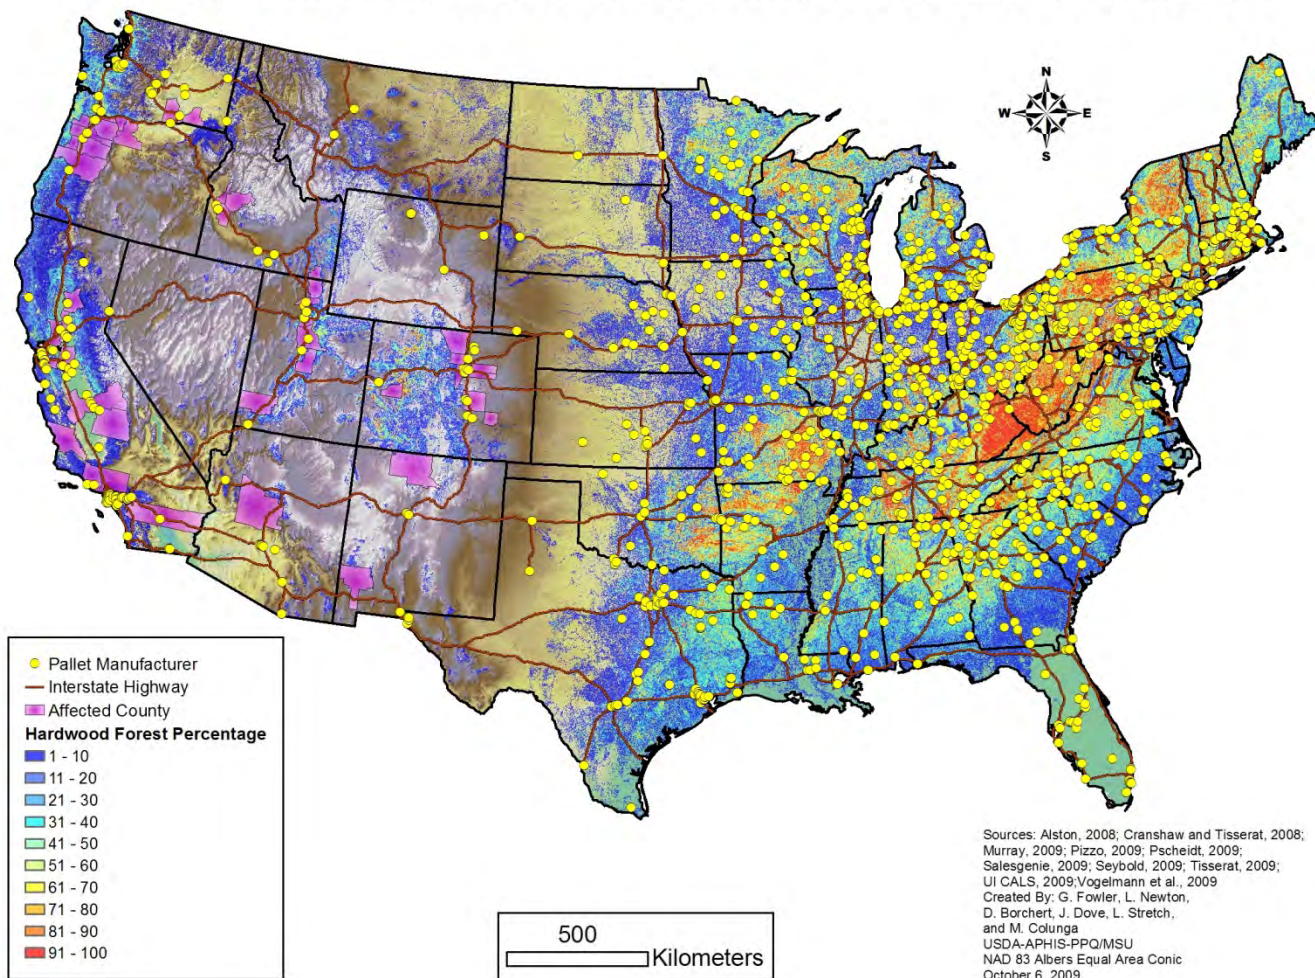 N
W
E
S
Pallet Manufacturer
Interstate Highway
Affected County
Hardwood Forest Percentage
1 - 10
11 - 20
21 - 30
31 - 40
41 - 50
51 - 60
61 - 70
71 - 80
81 - 90
91 - 100
500
Kilometers
Sources: Alston, 2008; Cranshaw and Tisserat, 2008;
Murray, 2009; Pizzo, 2009; Pscheidt, 2009;
Salesgenie, 2009; Seybold, 2009; Tisserat, 2009;
UI CALS, 2009;Vogelmann et al., 2009
Created By: G. Fowler, L. Newton,
D. Borchert, J. Dove, L. Stretch,
and M. Colunga
USDA-APHIS-PPQ/MSU
NAD 83 Albers Equal Area Conic
October 6, 2009